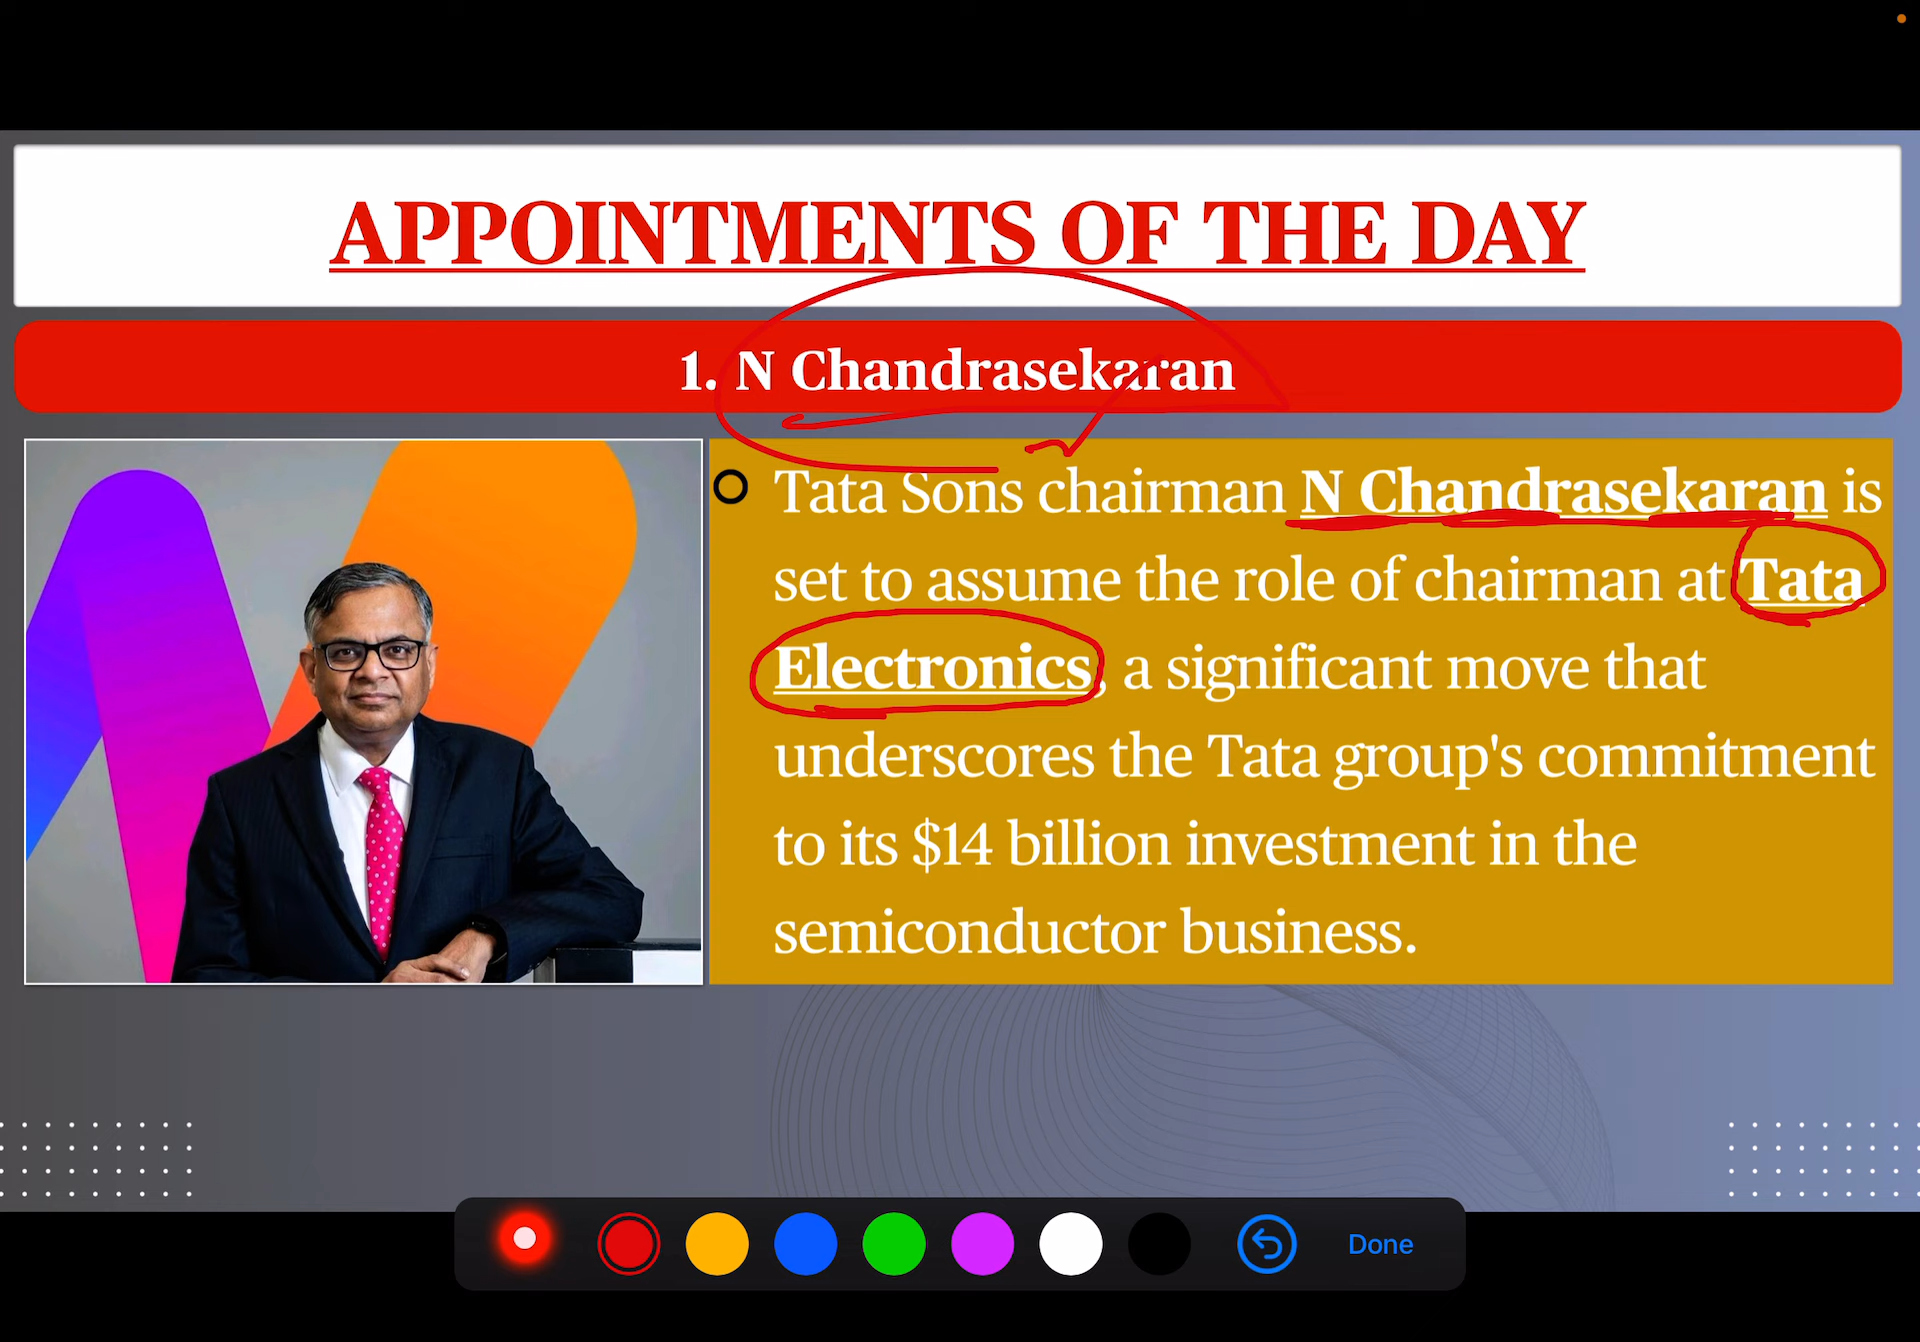 APPOINTMENTS OF THE DAY
1. N Chandrasekaran
Tata Sons chairman N Chandrasekaran is
set to assume the role of chairman at Tata
Electronics, a significant move that
underscores the Tata group's commitment
to its $14 billion investment in the
semiconductor business.
Done